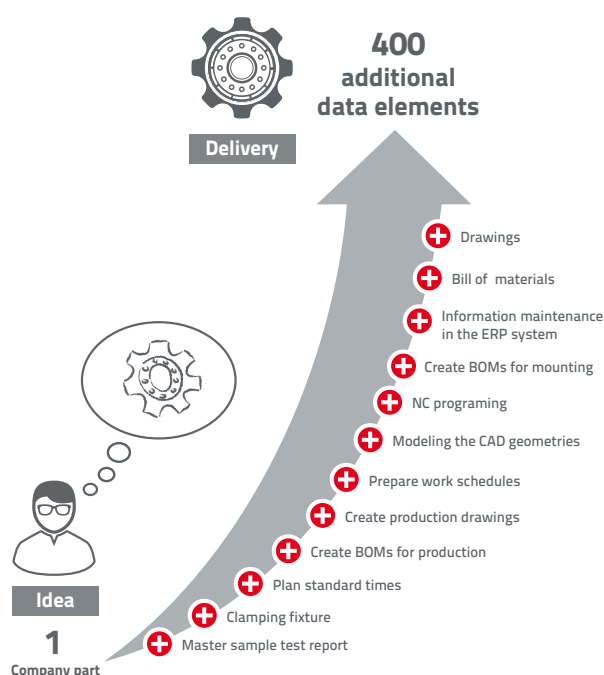 400
additional
data elements
Delivery
Drawings
Bill of materials
Information maintenance
in the ERP system
Create BOMs for mounting
NC programing
Modeling the CAD geometries
Prepare work schedules
Create production drawings
Create BOMs for production
Plan standard times
Clamping fixture
Master sample test report
Idea
1
Company part